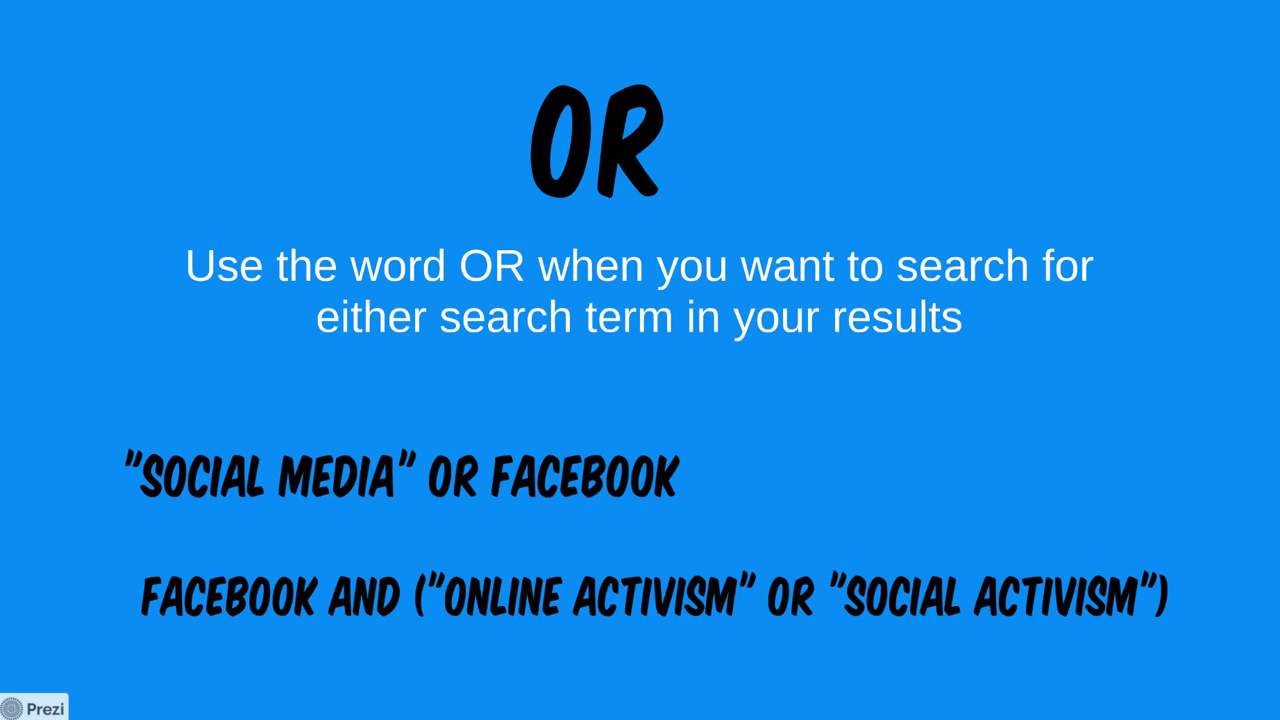 OR
Use the word OR when you want to search for
either search term in your results
"SOCIAL MEDIA" OR FACEBOOK
FACEBOOK AND ("ONLINE ACTIVISM" OR "SOCIAL ACTIVISM")
Prezi